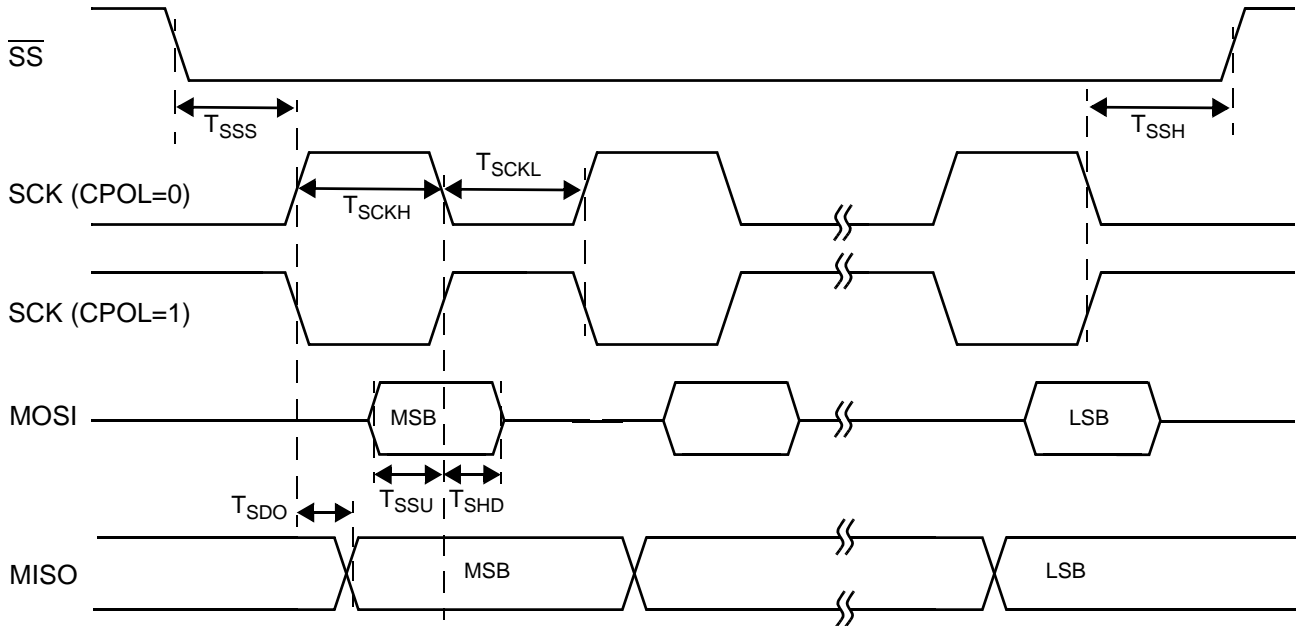 SS
TSSS
TSSH
SCK (CPOL=0)
TSCKH
TSCKL
SCK (CPOL=1)
MOSI
MSB
LSB
TSSU
TSHD
TSDO
MISO
MSB
LSB